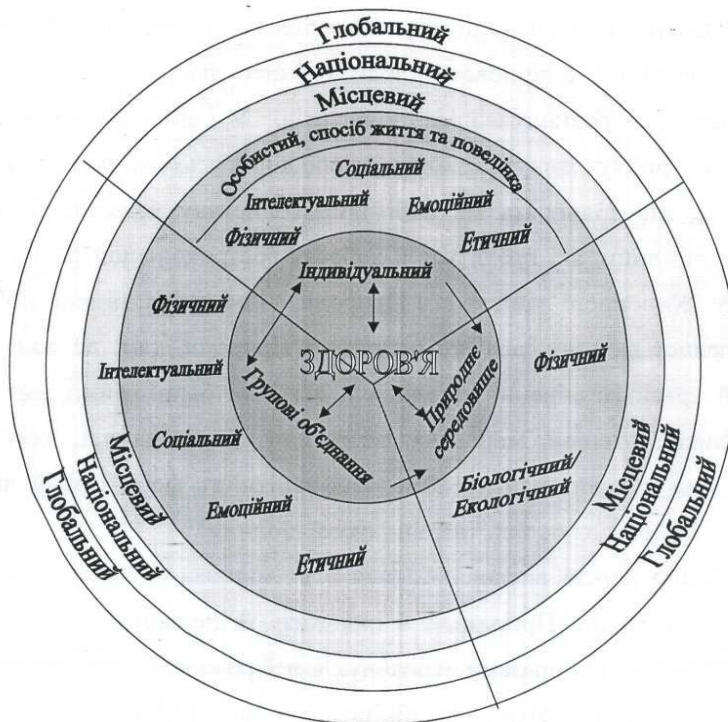 Глобальний
Національний
Місцевий
Особистий, спосіб життя та поведінка
Соціальний
Інтелектуальний
Емоційний
Фізичний
Етичний
Індивідуальний
Фізичний
ЗДОРОВ'Я
Інтелектуальний
Фізичний
Групові об'єднання
Природнє
середовище
Соціальний
Біологічний/
Екологічний
Емоційний
Етичний
Місцевий
Національний
Глобальний
Місцевий
Національний
Глобальний